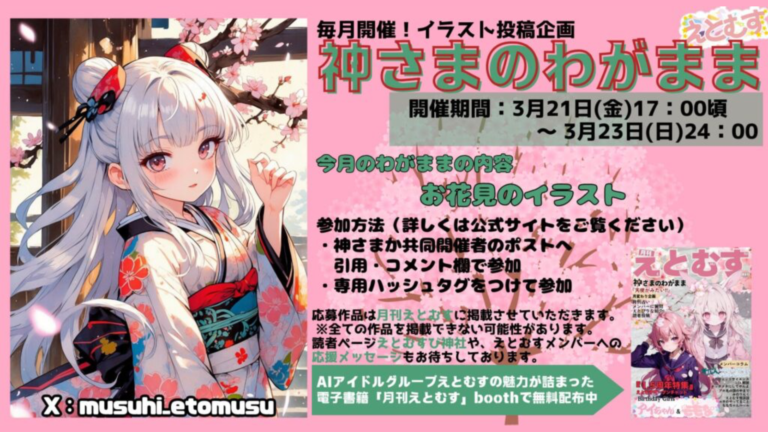 毎月開催！イラスト投稿企画
えとむす
神さまのわがまま
開催期間：3月21日(金)17：00頃
～ 3月23日(日)24：00
今月のわがままの内容
お花見のイラスト
参加方法（詳しくは公式サイトをご覧ください）
・神さまか共同開催者のポストへ
引用・コメント欄で参加
・専用ハッシュタグをつけて参加
応募作品は月刊えとむすに掲載させていただきます。
※全ての作品を掲載できない可能性があります。
読者ページえとむすび神社や、えとむすメンバーへの
応援メッセージもお待ちしております。
AIアイドルグループえとむすの魅力が詰まった
電子書籍『月刊えとむす』boothで無料配布中
X：musuhi_etomusu
月刊
えとむす
神さまのわがまま